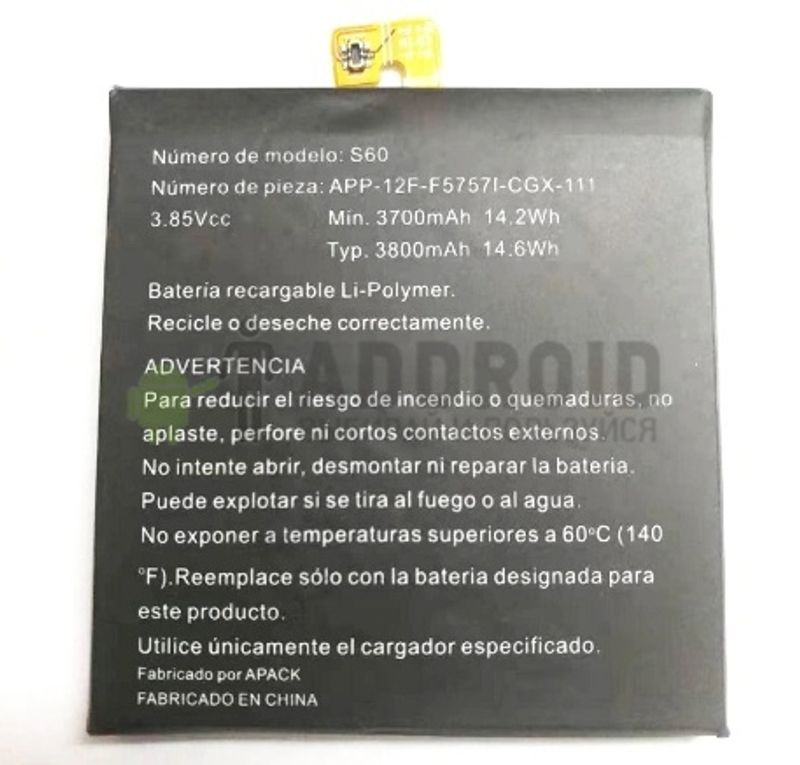 Número de modelo: S60
Número de pieza: APP-12F-F5757I-CGX-111
3.85Vcc Min. 3700mAh 14.2Wh
Typ. 3800mAh 14.6Wh
Batería recargable Li-Polymer.
Recicle o deseche correctamente.
ADDROID
ADVERTENCIA
Para reducir el riesgo de incendio o quemaduras, no
aplaste, perfore ni cortos contactos externos.
No intente abrir, desmontar ni reparar la bateria.
Puede explotar si se tira al fuego o al agua.
No exponer a temperaturas superiores a 60°C (140
°F).Reemplace sólo con la bateria designada para
este producto.
Utilice únicamente el cargador especificado.
Fabricado por APACK
FABRICADO EN CHINA